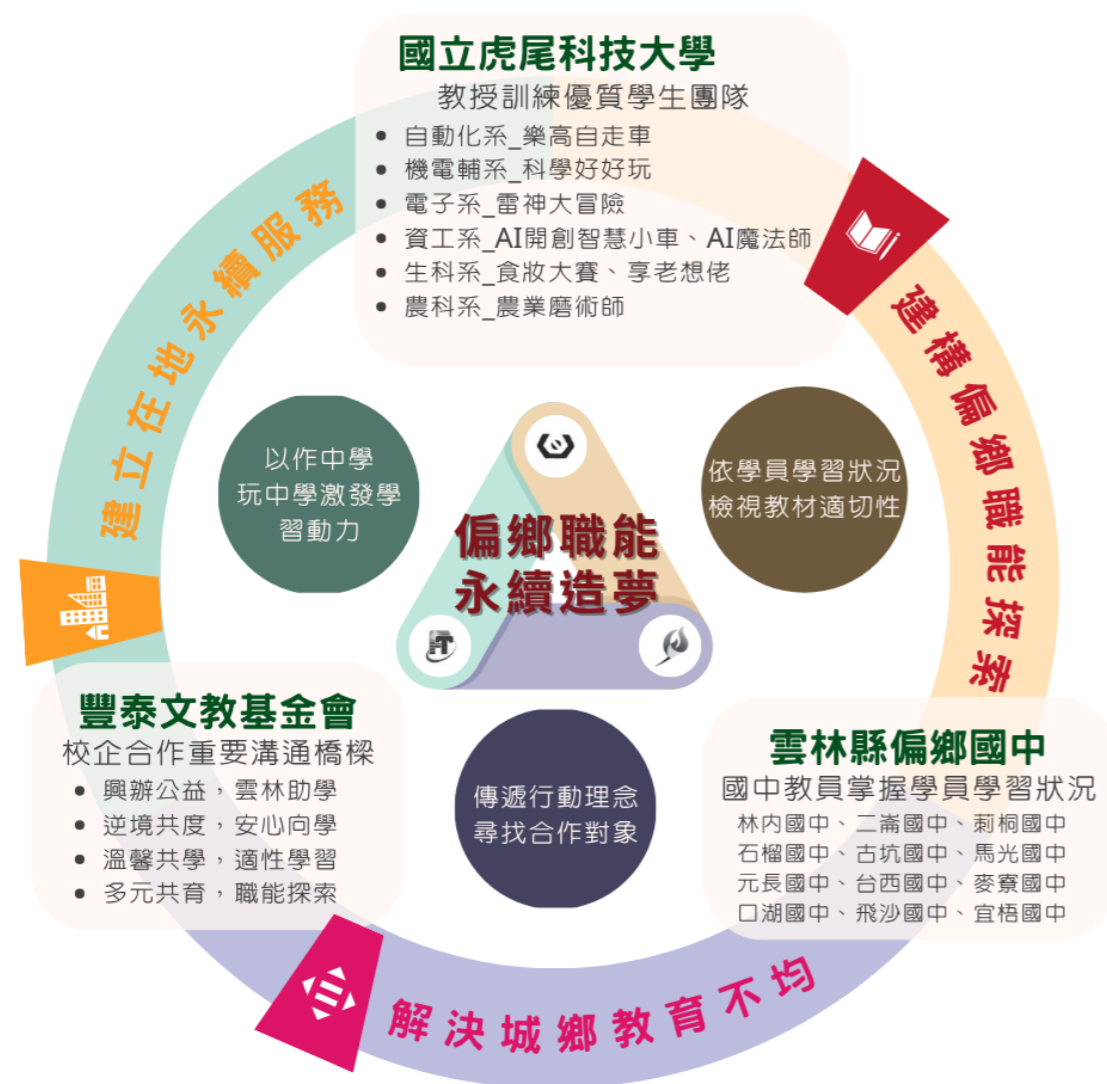 國立虎尾科技大學
教授訓練優質學生團隊
• 自動化系_樂高自走車
• 機電輔系_科學好好玩
• 電子系_雷神大冒險
• 資工系_AI開創智慧小車、AI魔法師
• 生科系_食妝大賽、享老想佬
• 農科系_農業磨術師
建立在地永續服務
建構偏鄉職能探索
以作中學
玩中學激發學
習動力
依學員學習狀況
檢視教材適切性
偏鄉職能
永續造夢
豐泰文教基金會
校企合作重要溝通橋樑
• 興辦公益，雲林助學
• 逆境共度，安心向學
• 溫馨共學，適性學習
• 多元共育，職能探索
傳遞行動理念
尋找合作對象
雲林縣偏鄉國中
國中教員掌握學員學習狀況
林內國中、二崙國中、莿桐國中
石榴國中、古坑國中、馬光國中
元長國中、台西國中、麥寮國中
口湖國中、飛沙國中、宜梧國中
解決城鄉教育不均